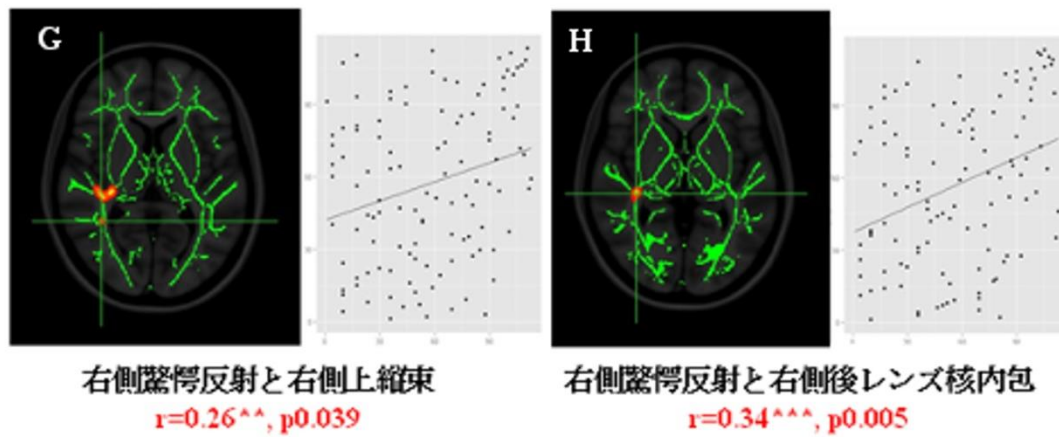 G
H
右側驚愕反射と右側上縦束
r=0.26^^, p0.039
右側驚愕反射と右側後レンズ核内包
r=0.34^^^, p0.005